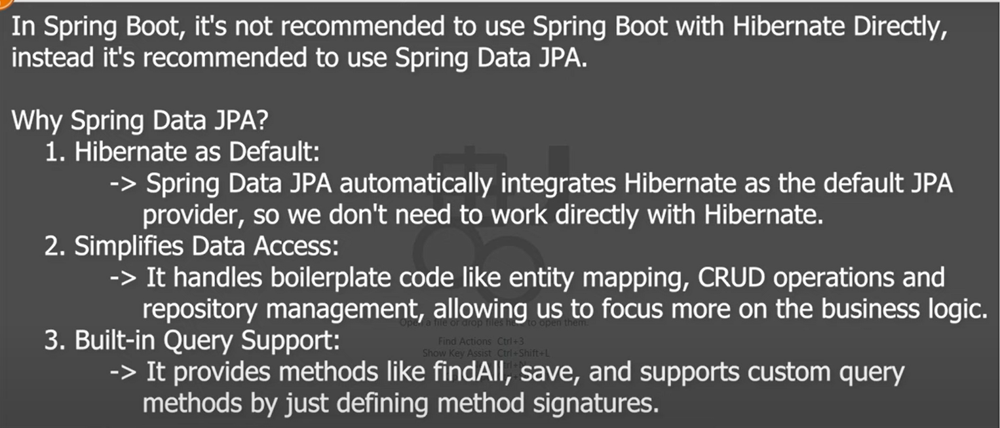 In Spring Boot, it's not recommended to use Spring Boot with Hibernate Directly,
instead it's recommended to use Spring Data JPA.
Why Spring Data JPA?
1. Hibernate as Default:
-> Spring Data JPA automatically integrates Hibernate as the default JPA
provider, so we don't need to work directly with Hibernate.
2. Simplifies Data Access:
-> It handles boilerplate code like entity mapping, CRUD operations and
repository management, allowing us to focus more on the business logic.
Open a file or drop files here to open them.
3. Built-in Query Support:
Find Actions Ctrl+3
Show Key Assist Ctrl+Shift+L
-> It provides methods like findAll, save, and supports custom query
methods by just defining method signatures.